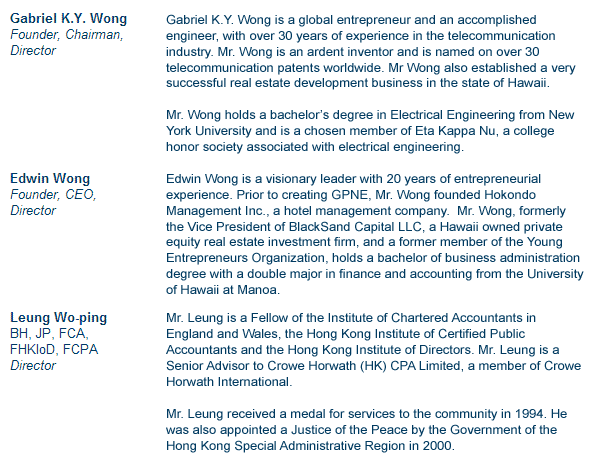 Gabriel K.Y. Wong
Founder, Chairman,
Director
Gabriel K.Y. Wong is a global entrepreneur and an accomplished
engineer, with over 30 years of experience in the telecommunication
industry. Mr. Wong is an ardent inventor and is named on over 30
telecommunication patents worldwide. Mr Wong also established a very
successful real estate development business in the state of Hawaii.
Mr. Wong holds a bachelor's degree in Electrical Engineering from New
York University and is a chosen member of Eta Kappa Nu, a college
honor society associated with electrical engineering.
Edwin Wong
Founder, CEO,
Director
Edwin Wong is a visionary leader with 20 years of entrepreneurial
experience. Prior to creating GPNE, Mr. Wong founded Hokondo
Management Inc., a hotel management company.  Mr. Wong, formerly
the Vice President of BlackSand Capital LLC, a Hawaii owned private
equity real estate investment firm, and a former member of the Young
Entrepreneurs Organization, holds a bachelor of business administration
degree with a double major in finance and accounting from the University
of Hawaii at Manoa.
Leung Wo-ping
BH, JP, FCA,
FHKIoD, FCPA
Director
Mr. Leung is a Fellow of the Institute of Chartered Accountants in
England and Wales, the Hong Kong Institute of Certified Public
Accountants and the Hong Kong Institute of Directors. Mr. Leung is a
Senior Advisor to Crowe Horwath (HK) CPA Limited, a member of Crowe
Horwath International.
Mr. Leung received a medal for services to the community in 1994. He
was also appointed a Justice of the Peace by the Government of the
Hong Kong Special Administrative Region in 2000.